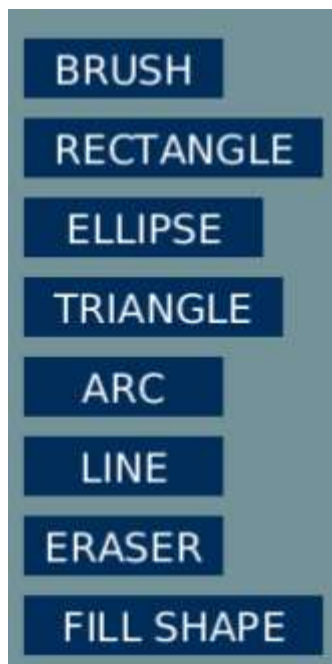 BRUSH
RECTANGLE
ELLIPSE
TRIANGLE
ARC
LINE
ERASER
FILL SHAPE